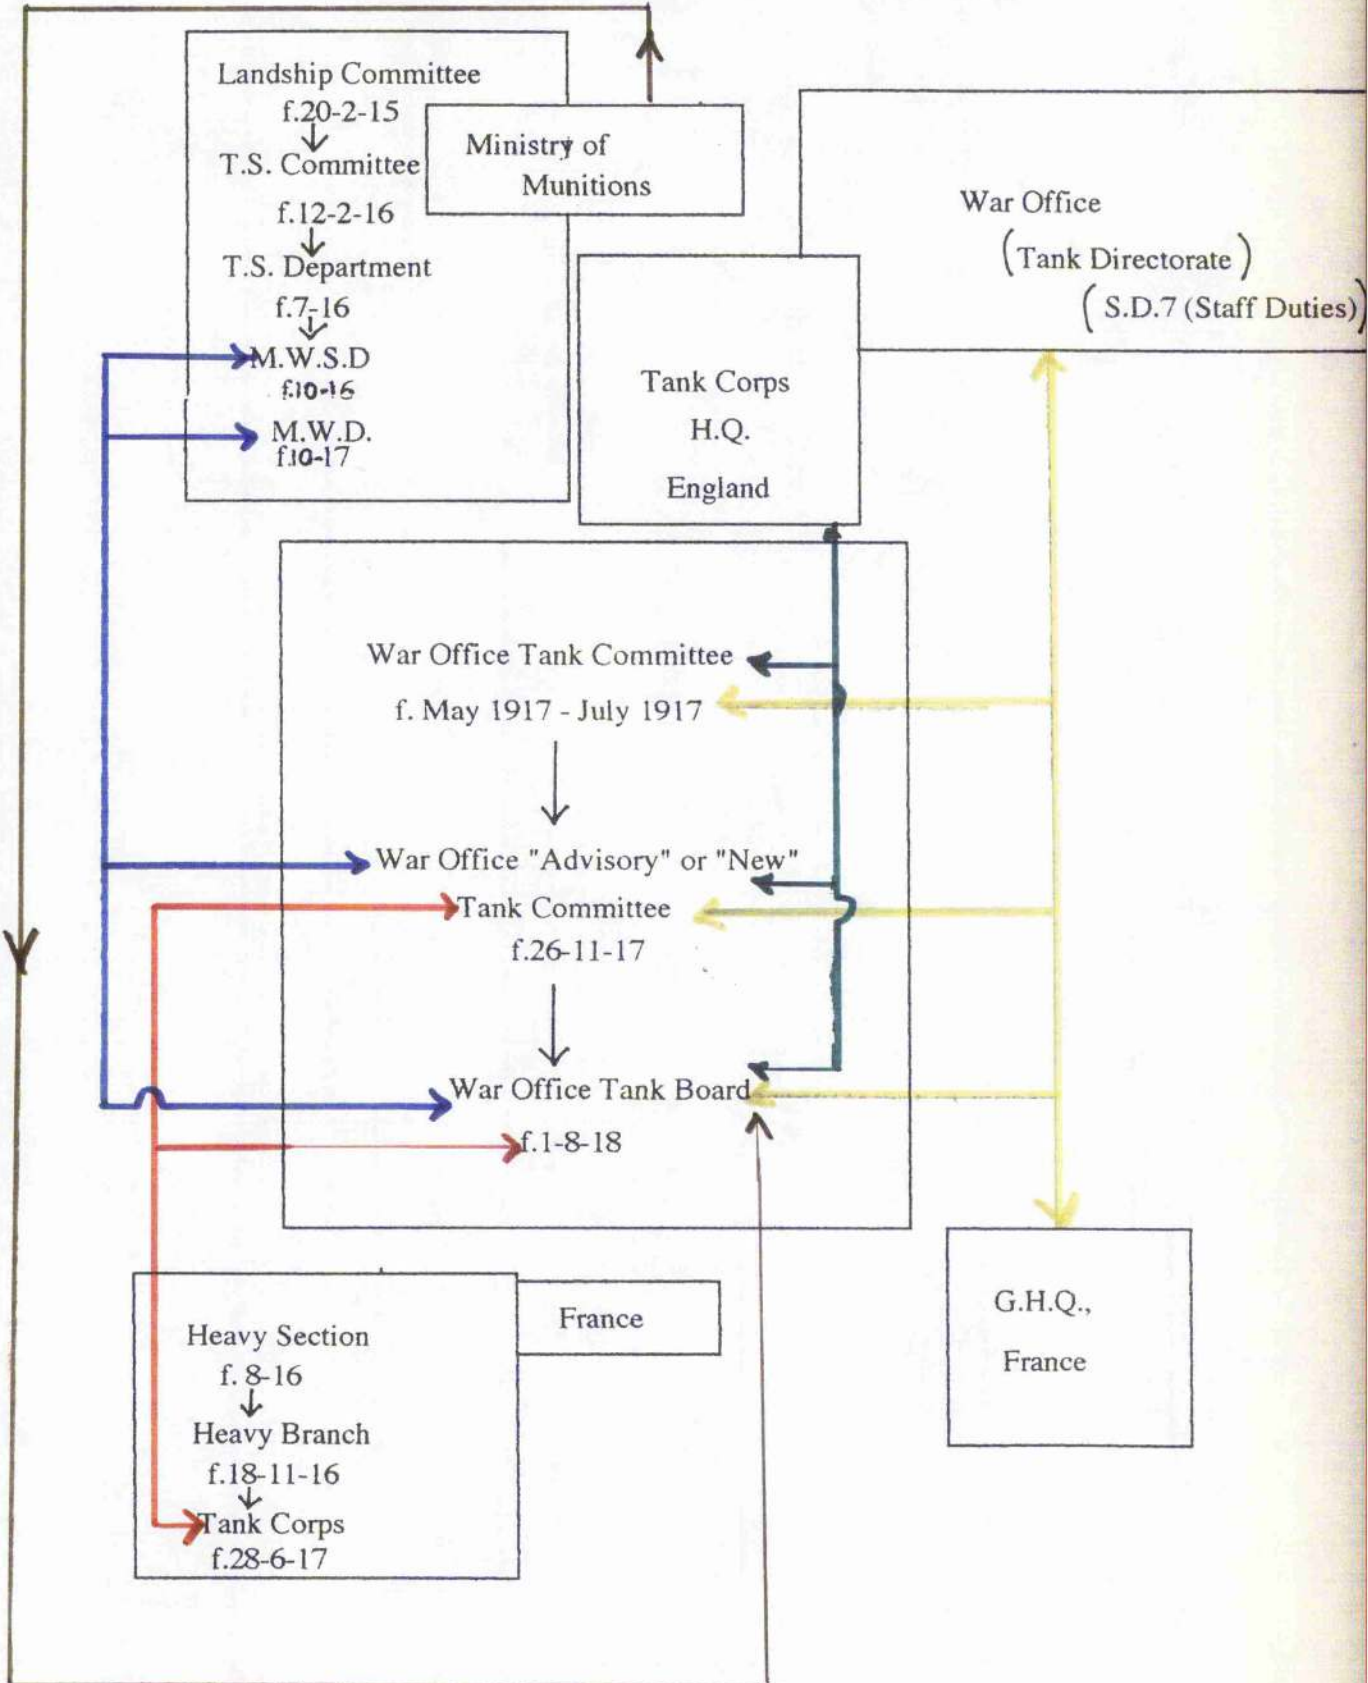 Landship Committee
f.20-2-15
T.S. Committee
f.12-2-16
T.S. Department
f.7-16
M.W.S.D
f.10-16
M.W.D.
f.10-17
Ministry of
Munitions
War Office
(Tank Directorate)
(S.D.7 (Staff Duties))
Tank Corps
H.Q.
England
War Office Tank Committee
f. May 1917 - July 1917
War Office "Advisory" or "New"
Tank Committee
f.26-11-17
War Office Tank Board
f.1-8-18
France
Heavy Section
f. 8-16
Heavy Branch
f.18-11-16
Tank Corps
f.28-6-17
G.H.Q.,
France